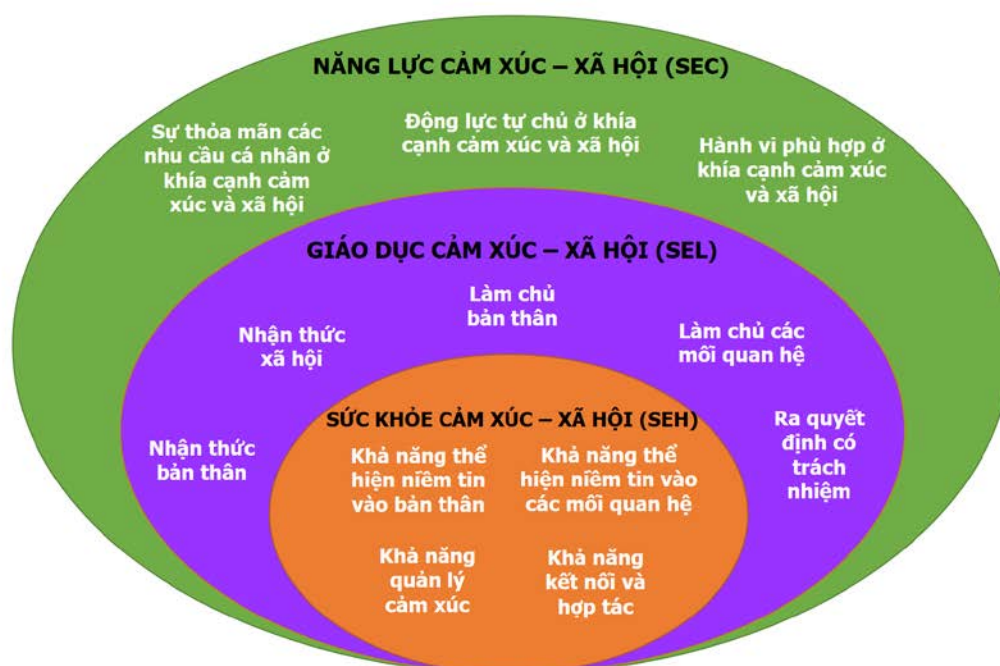 NĂNG LỰC CẢM XÚC – XÃ HỘI (SEC)
Sự thỏa mãn các
nhu cầu cá nhân ở
khía cạnh cảm
xúc và xã hội
Động lực tự chủ ở khía
cạnh cảm xúc và xã hội
Hành vi phù hợp ở
khía cạnh cảm xúc
và xã hội
GIÁO DỤC CẢM XÚC – XÃ HỘI (SEL)
Nhận thức
bản thân
Nhận thức
xã hội
Làm chủ
bản thân
Làm chủ các
mối quan hệ
Ra quyết
định có
trách
nhiệm
SỨC KHỎE CẢM XÚC – XÃ HỘI (SEH)
Khả năng thể
hiện niềm tin
vào bản thân
Khả năng thể
hiện niềm tin vào
các mối quan hệ
Khả năng
quản lý
cảm xúc
Khả năng
kết nối và
hợp tác